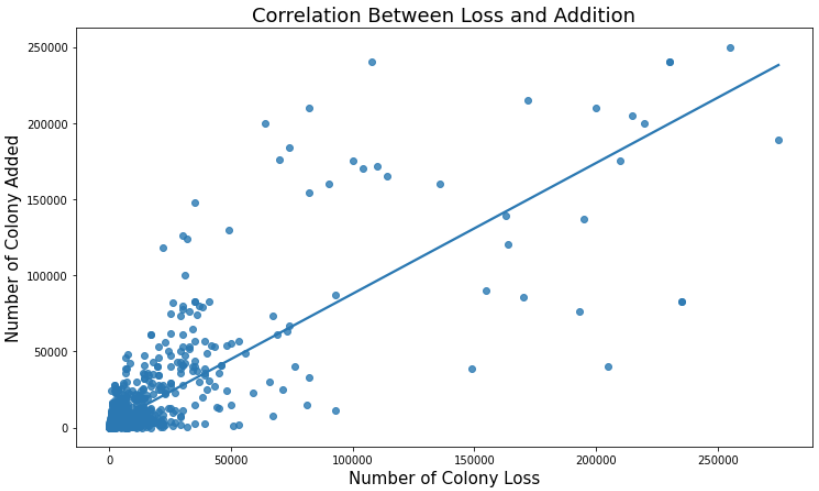 Correlation Between Loss and Addition
250000
200000
150000
100000
50000
0
Number of Colony Added
0 50000 100000 150000 200000 250000
Number of Colony Loss